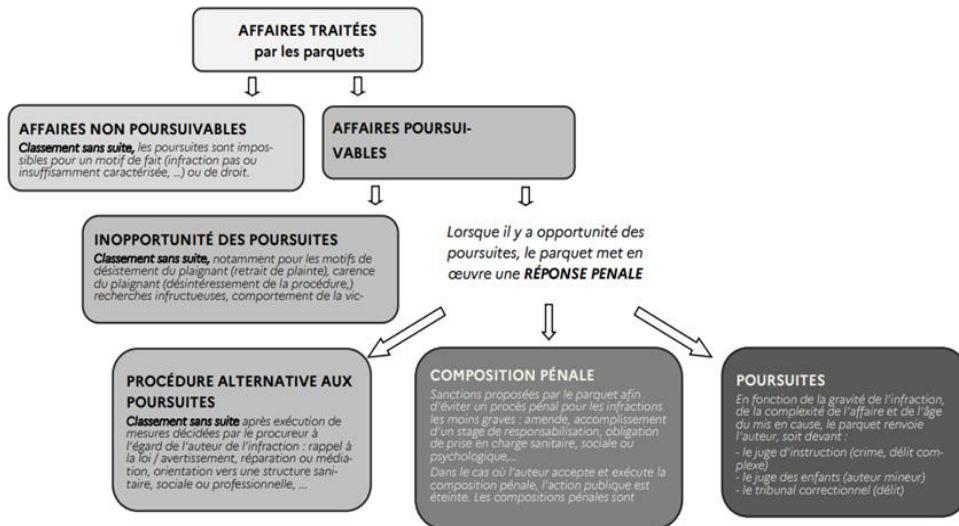 AFFAIRES TRAITÉES
par les parquets
AFFAIRES NON POURSUIVABLES
Classement sans suite, les poursuites sont impos-
sibles pour un motif de fait (infraction pas ou
insuffisamment caractérisée, ...) ou de droit.
AFFAIRES POURSUI-
VABLES
INOPPORTUNITÉ DES POURSUITES
Classement sans suite, notamment pour les motifs de
désistement du plaignant (retrait de plainte), carence
du plaignant (désintéressement de la procédure,)
recherches infructueuses, comportement de la vic-
Lorsque il y a opportunité des
poursuites, le parquet met en
œuvre une RÉPONSE PENALE
PROCÉDURE ALTERNATIVE AUX
POURSUITES
Classement sans suite après exécution de
mesures décidées par le procureur à
l'égard de l'auteur de l'infraction : rappel à
la loi / avertissement, réparation ou média-
tion, orientation vers une structure sani-
taire, sociale ou professionnelle, ...
COMPOSITION PÉNALE
Sanctions proposées par le parquet afin
d'éviter un procès pénal pour les infractions
les moins graves : amende, accomplissement
d'un stage de responsabilisation, obligation
de prise en charge sanitaire, sociale ou
psychologique,...
Dans le cas où l'auteur accepte et exécute la
composition pénale, l'action publique est
éteinte. Les compositions pénales sont
POURSUITES
En fonction de la gravité de l'infraction,
de la complexité de l'affaire et de l'âge
du mis en cause, le parquet renvoie
l'auteur, soit devant :
- le juge d'instruction (crime, délit com-
plexe)
- le juge des enfants (auteur mineur)
- le tribunal correctionnel (délit)